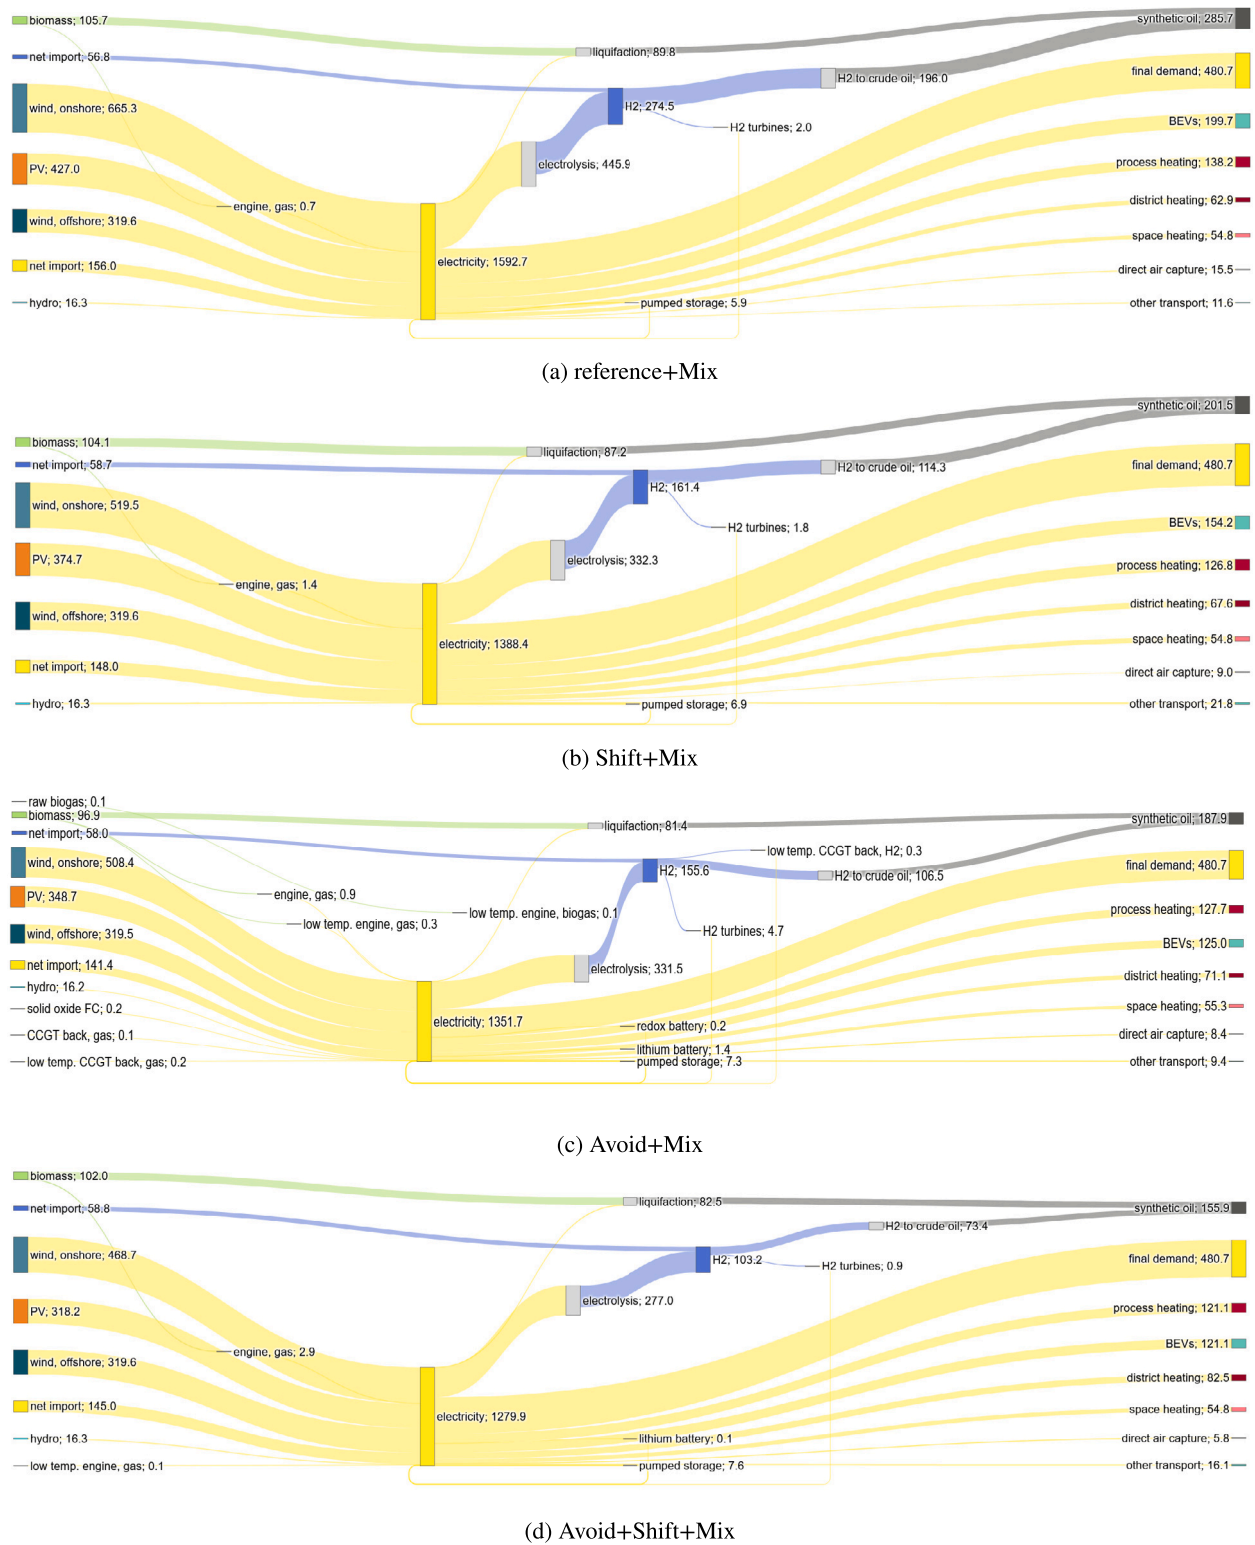 biomass; 105.7
synthetic oil; 285.7
net import; 56.8
liquifaction; 89.8
final demand; 480.7
H2 to crude oil; 196.0
wind, onshore; 665.3
H2; 274.5
BEVs; 199.7
H2 turbines; 2.0
process heating; 138.2
electrolysis; 445.9
PV; 427.0
district heating; 62.9
engine, gas; 0.7
wind, offshore; 319.6
space heating; 54.8
net import; 156.0
electricity; 1592.7
direct air capture; 15.5
hydro; 16.3
pumped storage; 5.9
other transport; 11.6
(a) reference+Mix
synthetic oil; 201.5
biomass; 104.1
liquifaction; 87.2
net import; 58.7
final demand; 480.7
H2 to crude oil; 114.3
H2; 161.4
wind, onshore; 519.5
BEVs; 154.2
H2 turbines; 1.8
PV; 374.7
electrolysis; 332.3
process heating; 126.8
engine, gas; 1.4
district heating; 67.6
wind, offshore; 319.6
space heating; 54.8
electricity; 1388.4
net import; 148.0
direct air capture; 9.0
hydro; 16.3
pumped storage; 6.9
other transport; 21.8
(b) Shift+Mix
raw biogas; 0.1
biomass; 96.9
synthetic oil; 187.9
liquifaction; 81.4
net import; 58.0
low temp. CCGT back, H2; 0.3
wind, onshore; 508.4
final demand; 480.7
H2; 155.6
H2 to crude oil; 106.5
PV; 348.7
engine, gas; 0.9
process heating; 127.7
low temp. engine, biogas; 0.1
low temp. engine, gas; 0.3
H2 turbines; 4.7
wind, offshore; 319.5
BEVs; 125.0
net import; 141.4
electrolysis; 331.5
district heating; 71.1
hydro; 16.2
space heating; 55.3
solid oxide FC; 0.2
electricity; 1351.7
redox battery; 0.2
CCGT back, gas; 0.1
direct air capture; 8.4
lithium battery; 1.4
low temp. CCGT back, gas; 0.2
pumped storage; 7.3
other transport; 9.4
(c) Avoid+Mix
biomass; 102.0
liquifaction; 82.5
net import; 58.8
synthetic oil; 155.9
H2 to crude oil; 73.4
wind, onshore; 468.7
H2; 103.2
final demand; 480.7
H2 turbines; 0.9
electrolysis; 277.0
PV; 318.2
process heating; 121.1
BEVs; 121.1
engine, gas; 2.9
wind, offshore; 319.6
district heating; 82.5
net import; 145.0
space heating; 54.8
electricity; 1279.9
hydro; 16.3
lithium battery; 0.1
direct air capture; 5.8
low temp. engine, gas; 0.1
pumped storage; 7.6
other transport; 16.1
(d) Avoid+Shift+Mix